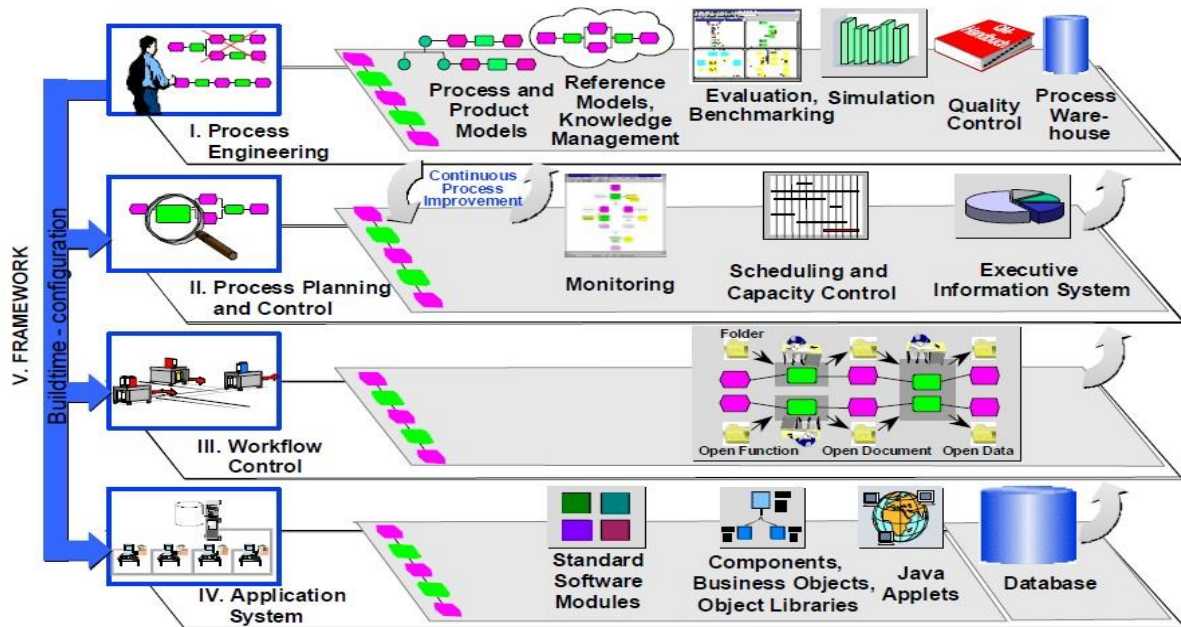 V. FRAMEWORK
Buildtime - configuration
I. Process
Engineering
Process and
Product
Models
Reference
Models,
Knowledge
Management
Evaluation,
Benchmarking
Simulation
QM-
Handbuch
Quality
Control
Process
Ware-
house
Continuous
Process
Improvement
II. Process Planning
and Control
Monitoring
Scheduling and
Capacity Control
Executive
Information System
III. Workflow
Control
Folder
Open Function
Open Document
Open Data
IV. Application
System
Standard
Software
Modules
Components,
Business Objects,
Object Libraries
Java
Applets
Database